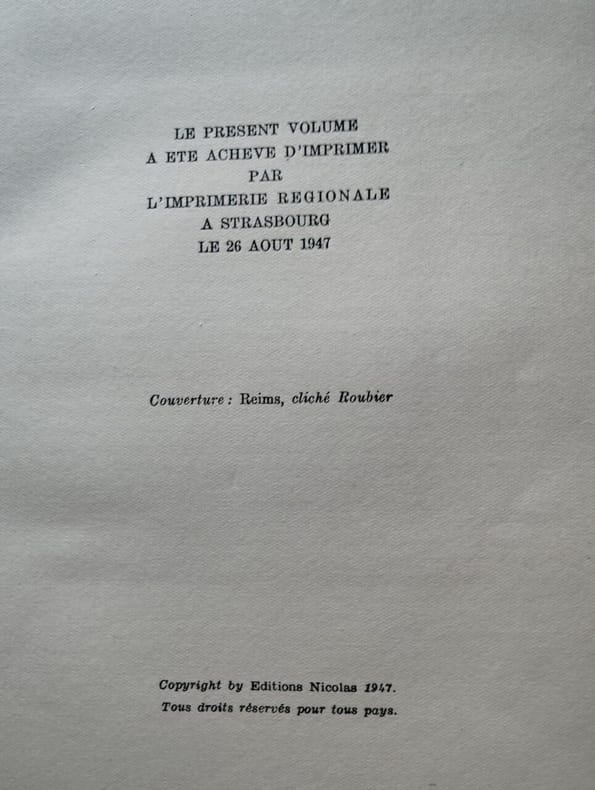 LE PRESENT VOLUME
A ETE ACHEVE D'IMPRIMER
PAR
L'IMPRIMERIE REGIONALE
A STRASBOURG
LE 26 AOUT 1947
Couverture : Reims, cliché Roubier
Copyright by Editions Nicolas 1947.
Tous droits réservés pour tous pays.